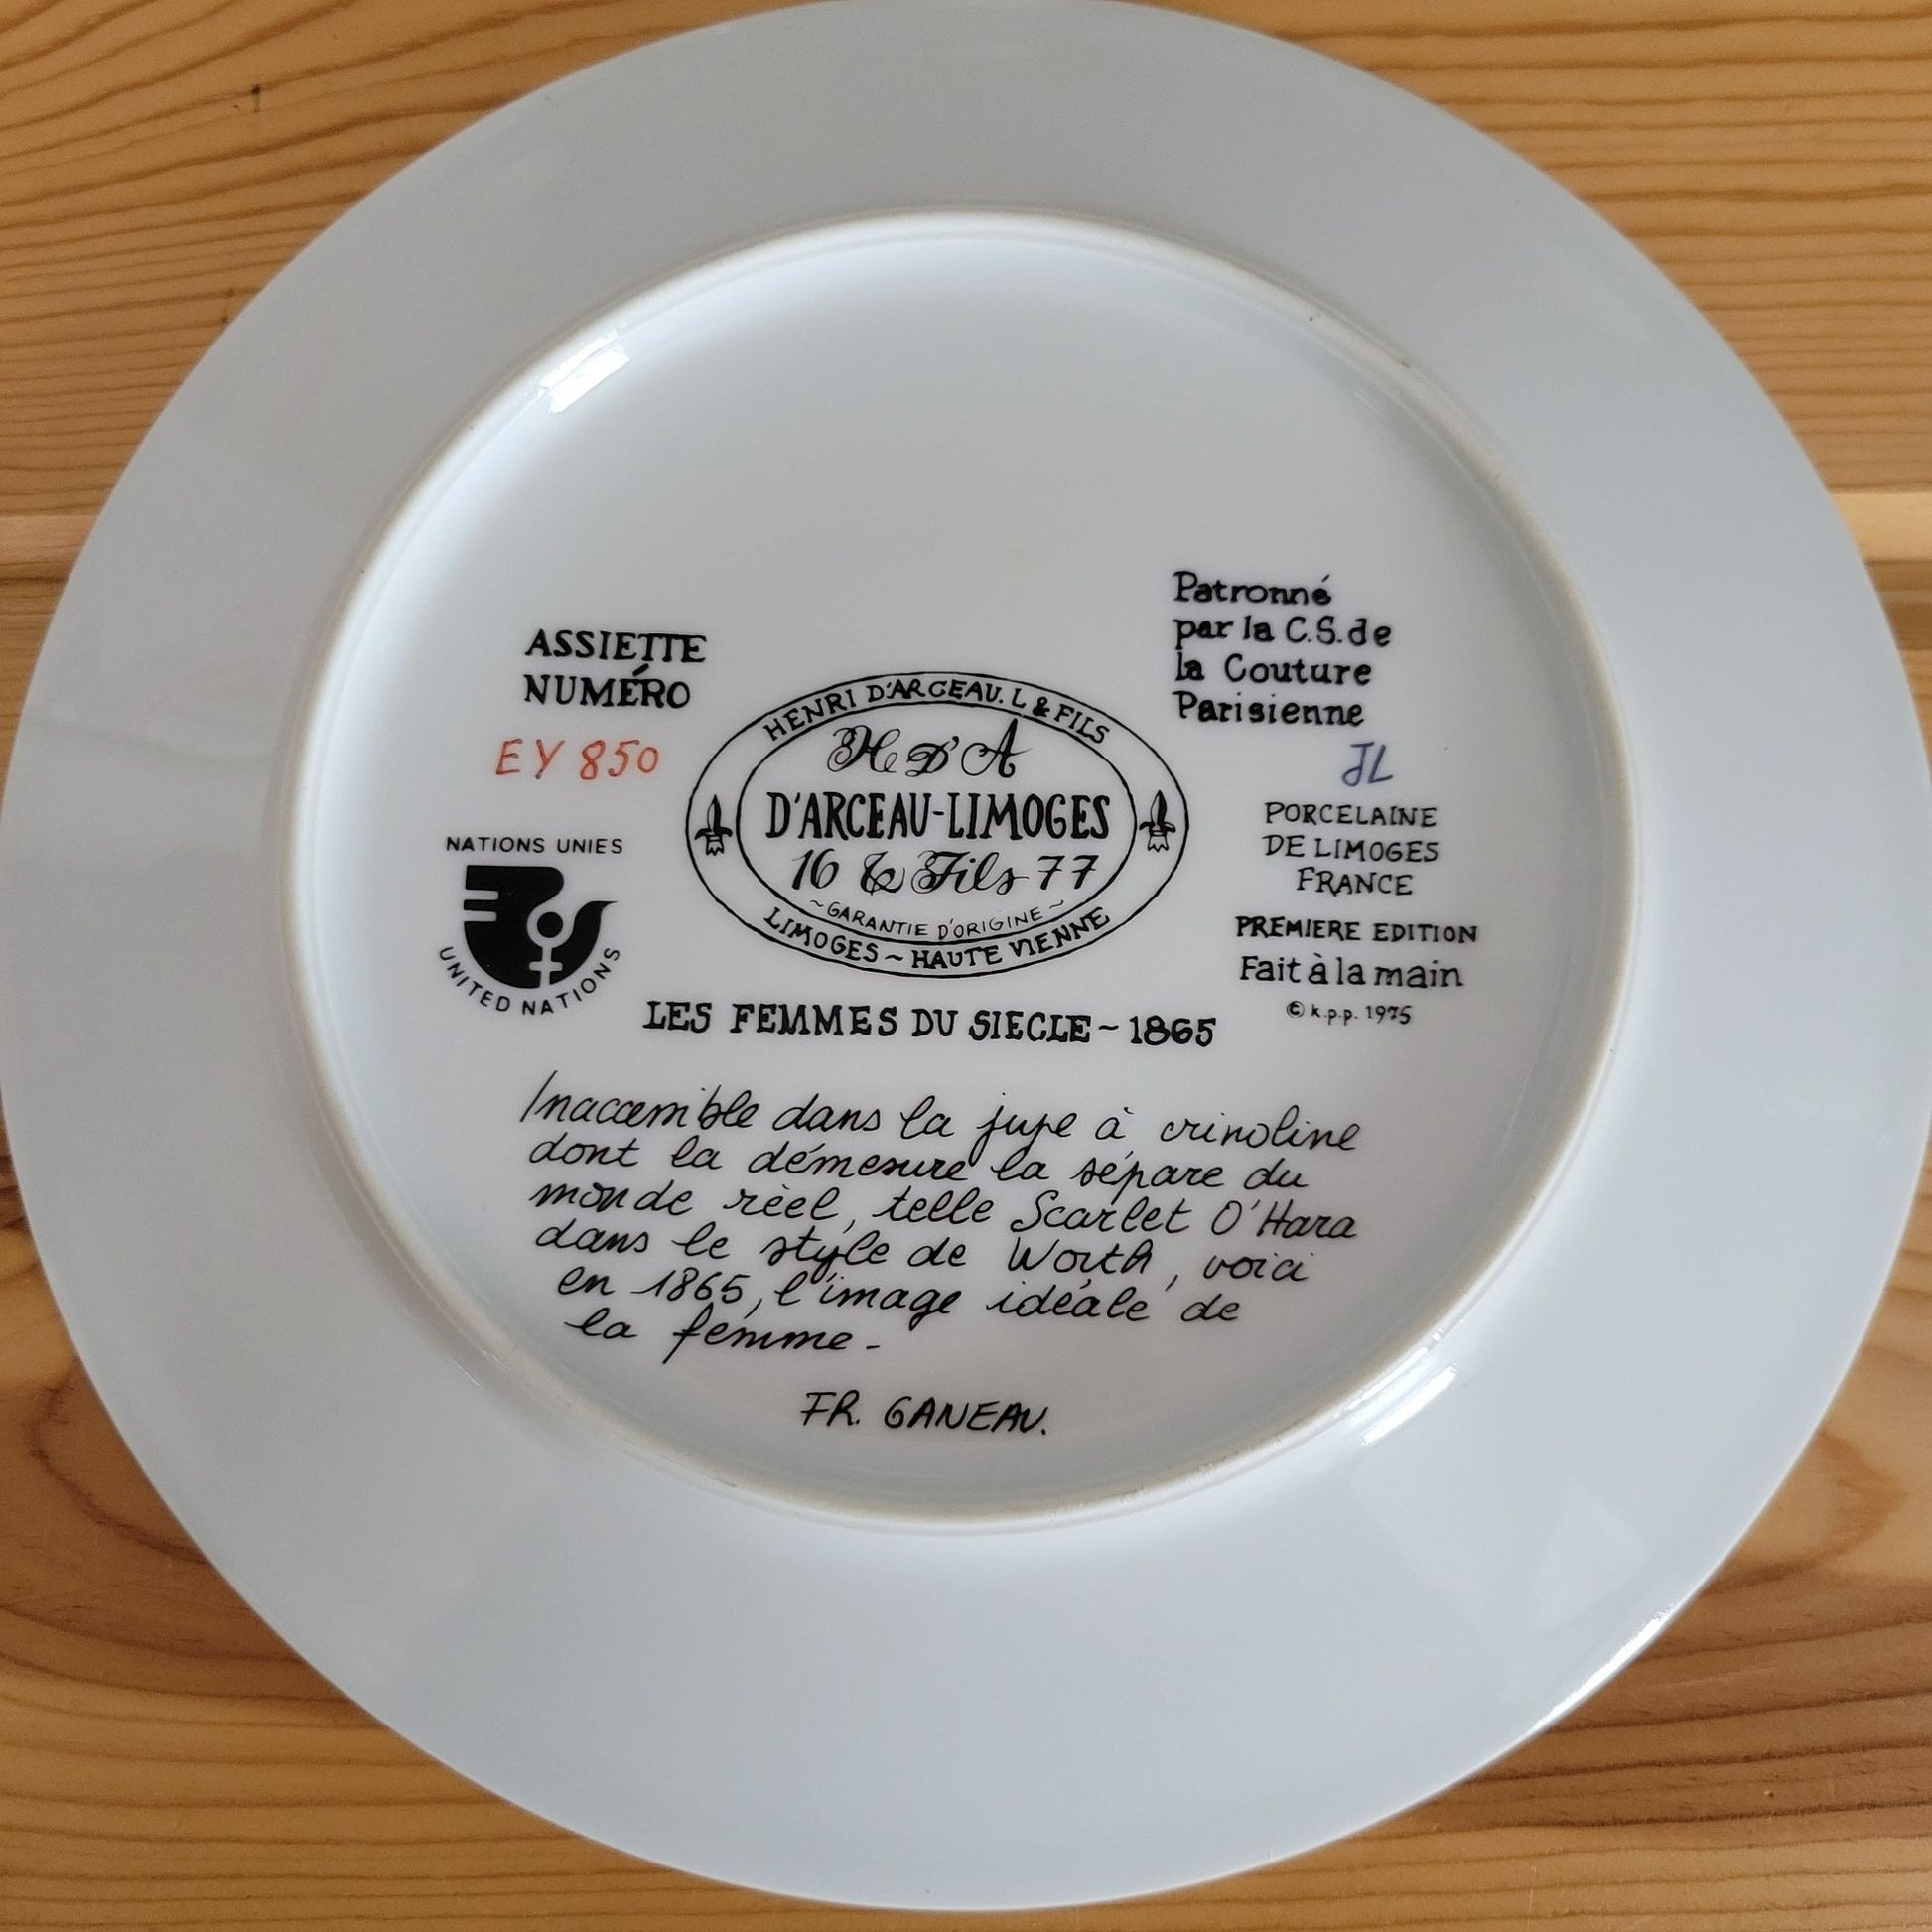 ASSIETTE
NUMÉRO
EY 850
Patronné
par la C.S. de
la Couture
Parisienne
JL
HENRI D'ARCEAU. L & FILS
H D'A
D'ARCEAU-LIMOGES
16 & Fils 77
~GARANTIE D'ORIGINE~
LIMOGES ~ HAUTE VIENNE
NATIONS UNIES
UNITED NATIONS
PORCELAINE
DE LIMOGES
FRANCE
PREMIERE EDITION
Fait à la main
© k.p.p. 1975
LES FEMMES DU SIECLE ~ 1865
Inaccessible dans la jupe à crinoline
dont la démesure la sépare du
monde réel, telle Scarlet O'Hara
dans le style de Worth, voici
en 1865, l'image idéale de
la femme -
FR. GANEAU.